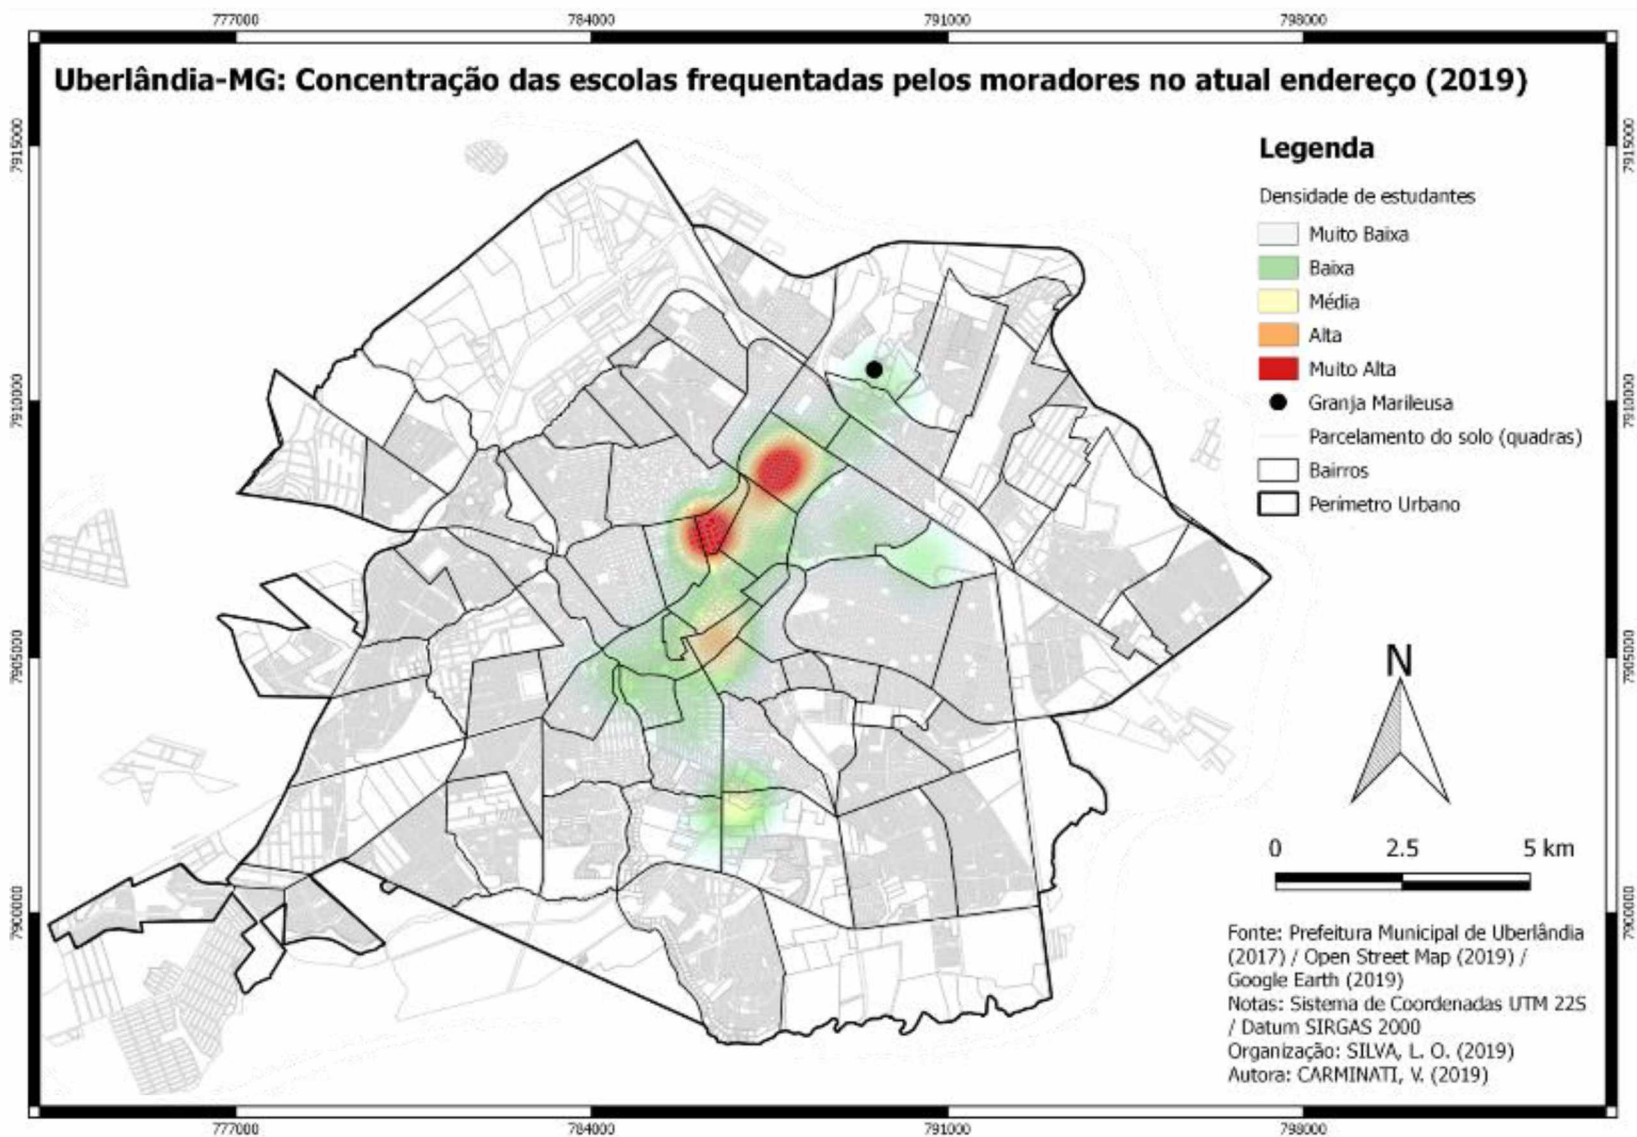 777000
784000
791000
798000
Uberlândia-MG: Concentração das escolas frequentadas pelos moradores no atual endereço (2019)
7915000
7915000
Legenda
Densidade de estudantes
Muito Baixa
Baixa
Média
Alta
Muito Alta
Granja Marileusa
Parcelamento do solo (quadras)
Bairros
Perímetro Urbano
7910000
7910000
7905000
7905000
N
0 2.5 5 km
7900000
7900000
Fonte: Prefeitura Municipal de Uberlândia
(2017) / Open Street Map (2019) /
Google Earth (2019)
Notas: Sistema de Coordenadas UTM 22S
/ Datum SIRGAS 2000
Organização: SILVA, L. O. (2019)
Autora: CARMINATI, V. (2019)
777000
784000
791000
798000